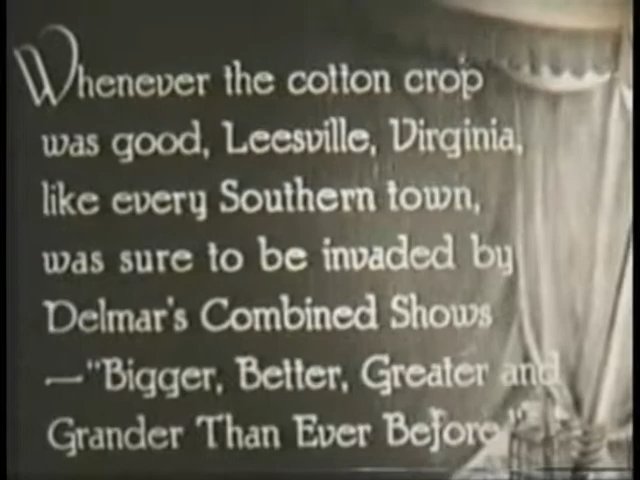 Whenever the cotton crop
was good, Leesville, Virginia,
like every Southern town,
was sure to be invaded by
Delmar's Combined Shows
—"Bigger, Better, Greater and
Grander Than Ever Before"